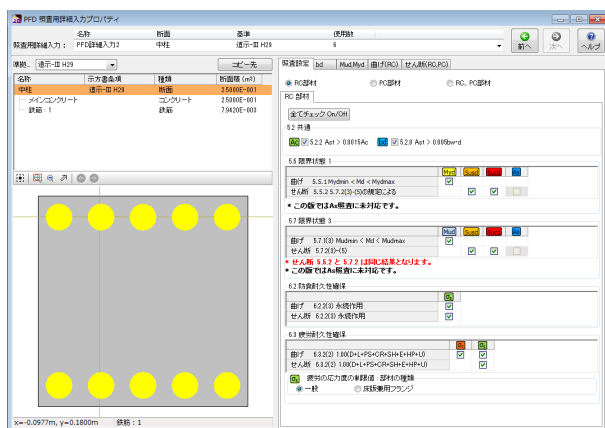 PFD 照査用詳細入力プロパティ
名称 断面 基準 使用数
照査用詳細入力： PFD詳細入力2 中柱 道示-Ⅲ H29 6
前へ 次へ ヘルプ
準拠.. 道示-Ⅲ H29 コピー先
名称 示方書条項 種類 断面積 (m²)
中柱 道示-Ⅲ H29 断面 2.5000E-001
メインコンクリート コンクリート 2.5000E-001
鉄筋：1 鉄筋 7.9420E-003
x=-0.0977m, y=0.1800m 鉄筋：1
照査設定 bd Mud,Myd 曲げ(RC) せん断(RC,PC)
RC部材 PC部材 RC、PC部材
RC 部材
全てチェック On/Off
5.2 共通
Ac 5.2.2 Ast > 0.0015Ac bd 5.2.8 Ast > 0.005bw·d
5.5 限界状態 1
Myd
曲げ 5.5.1 Mydmin < Md < Mydmax
せん断 5.5.2 5.7.2(3)-(5)の規定による
* この版ではAs照査に未対応です。
5.7 限界状態 3
Mud
曲げ 5.7.1(3) Mudmin < Md < Mudmax
せん断 5.7.2(3)-(5)
* せん断 5.5.2 と 5.7.2 は同じ結果となります。
* この版ではAs照査に未対応です。
6.2 防食耐久性確保
曲げ 6.2.2(3) 永続作用
せん断 6.2.2(3) 永続作用
6.3 疲労耐久性確保
曲げ 6.3.2(2) 1.00(D+L+PS+CR+SH+E+HP+U)
せん断 6.3.2(2) 1.00(D+L+PS+CR+SH+E+HP+U)
疲労の応力度の制限値：部材の種類
一般 床版兼用フランジ